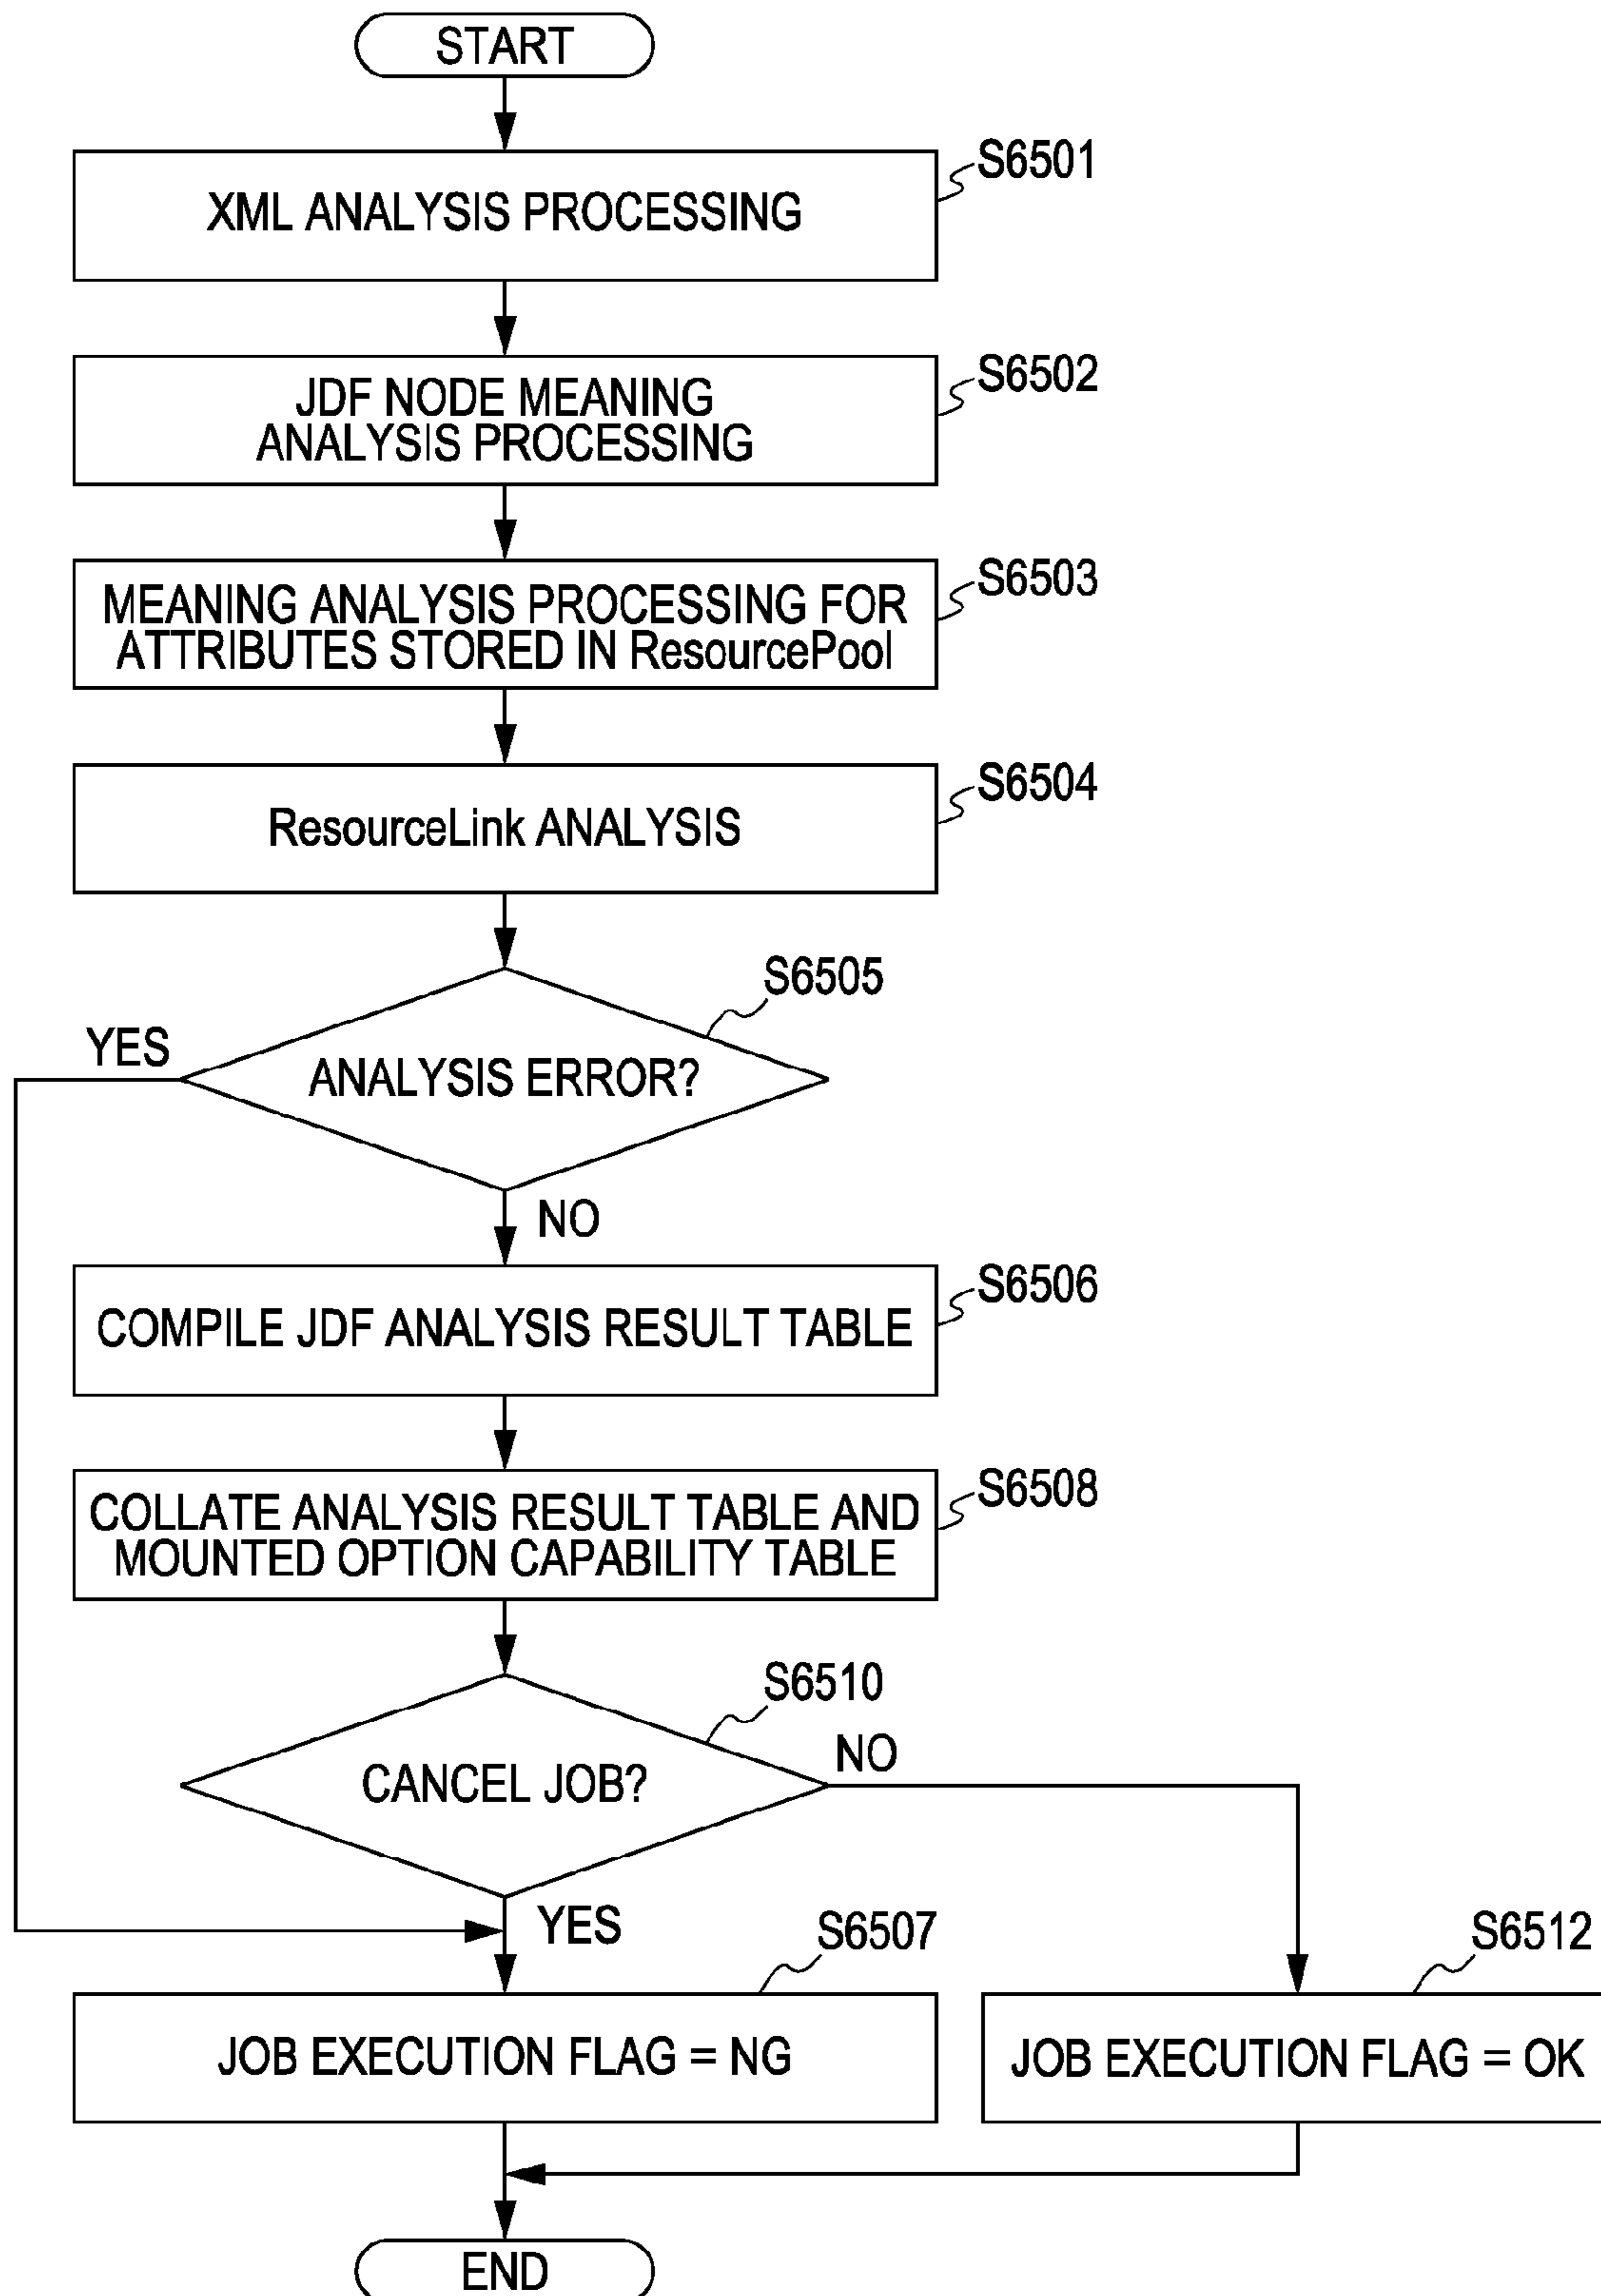 START
S6501
XML ANALYSIS PROCESSING
S6502
JDF NODE MEANING
ANALYSIS PROCESSING
S6503
MEANING ANALYSIS PROCESSING FOR
ATTRIBUTES STORED IN ResourcePool
S6504
ResourceLink ANALYSIS
S6505
YES
ANALYSIS ERROR?
NO
S6506
COMPILE JDF ANALYSIS RESULT TABLE
S6508
COLLATE ANALYSIS RESULT TABLE AND
MOUNTED OPTION CAPABILITY TABLE
S6510
NO
CANCEL JOB?
YES
S6507
S6512
JOB EXECUTION FLAG = NG
JOB EXECUTION FLAG = OK
END